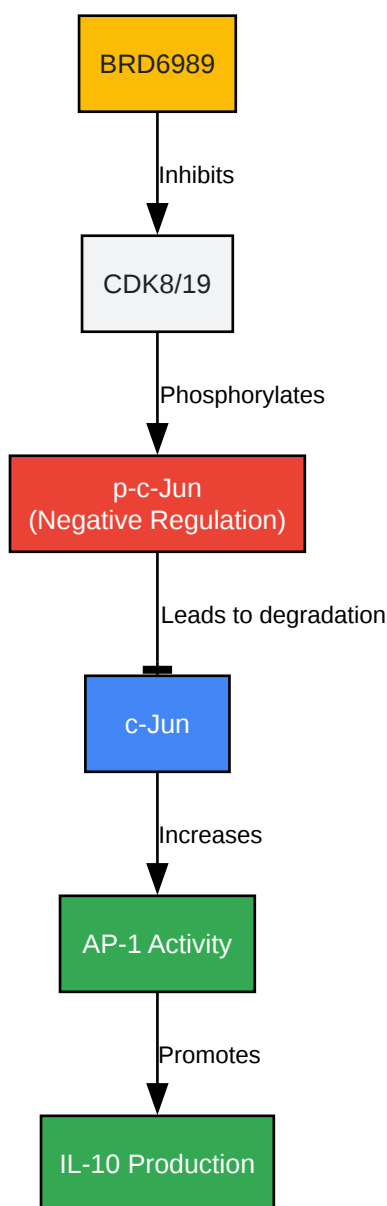 BRD6989
Inhibits
CDK8/19
Phosphorylates
p-c-Jun
(Negative Regulation)
Leads to degradation
c-Jun
Increases
AP-1 Activity
Promotes
IL-10 Production